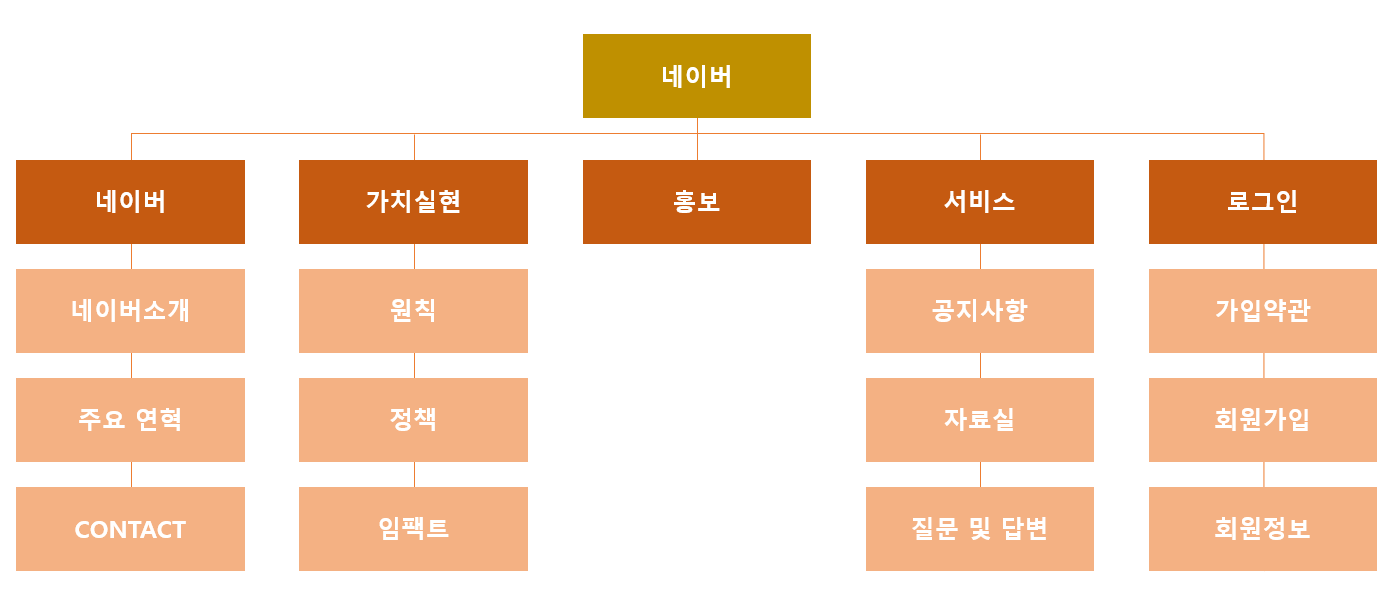 네이버
네이버
가치실현
홍보
서비스
로그인
네이버소개
원칙
공지사항
가입약관
주요 연혁
정책
자료실
회원가입
CONTACT
임팩트
질문 및 답변
회원정보